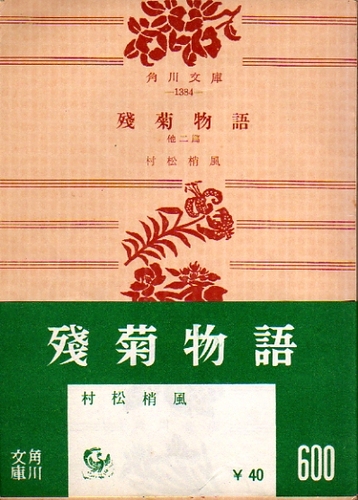 角川文庫
—1384—
殘菊物語
他二篇
村松梢風
殘菊物語
村松梢風
角川
文庫
¥40
600